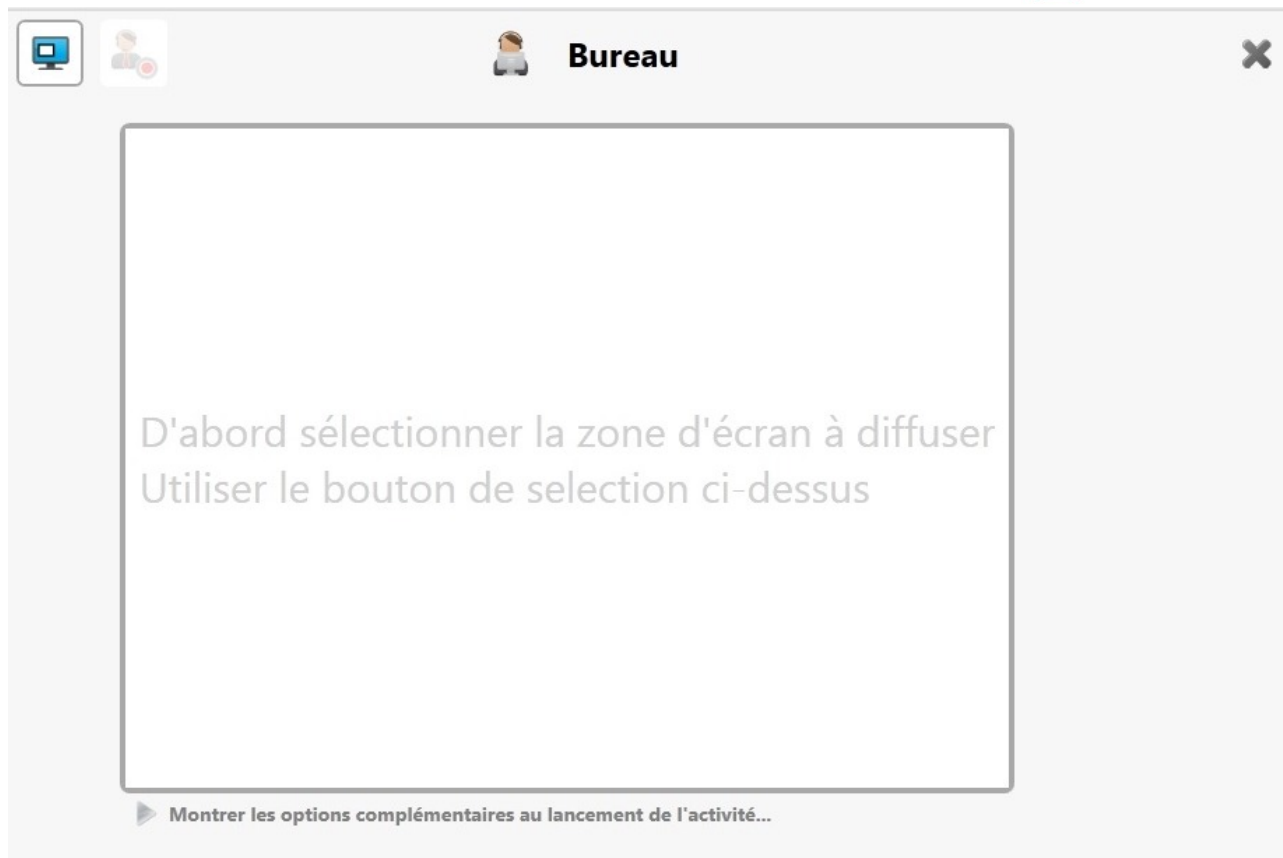 Bureau
D'abord sélectionner la zone d'écran à diffuser
Utiliser le bouton de selection ci-dessus
Montrer les options complémentaires au lancement de l'activité...